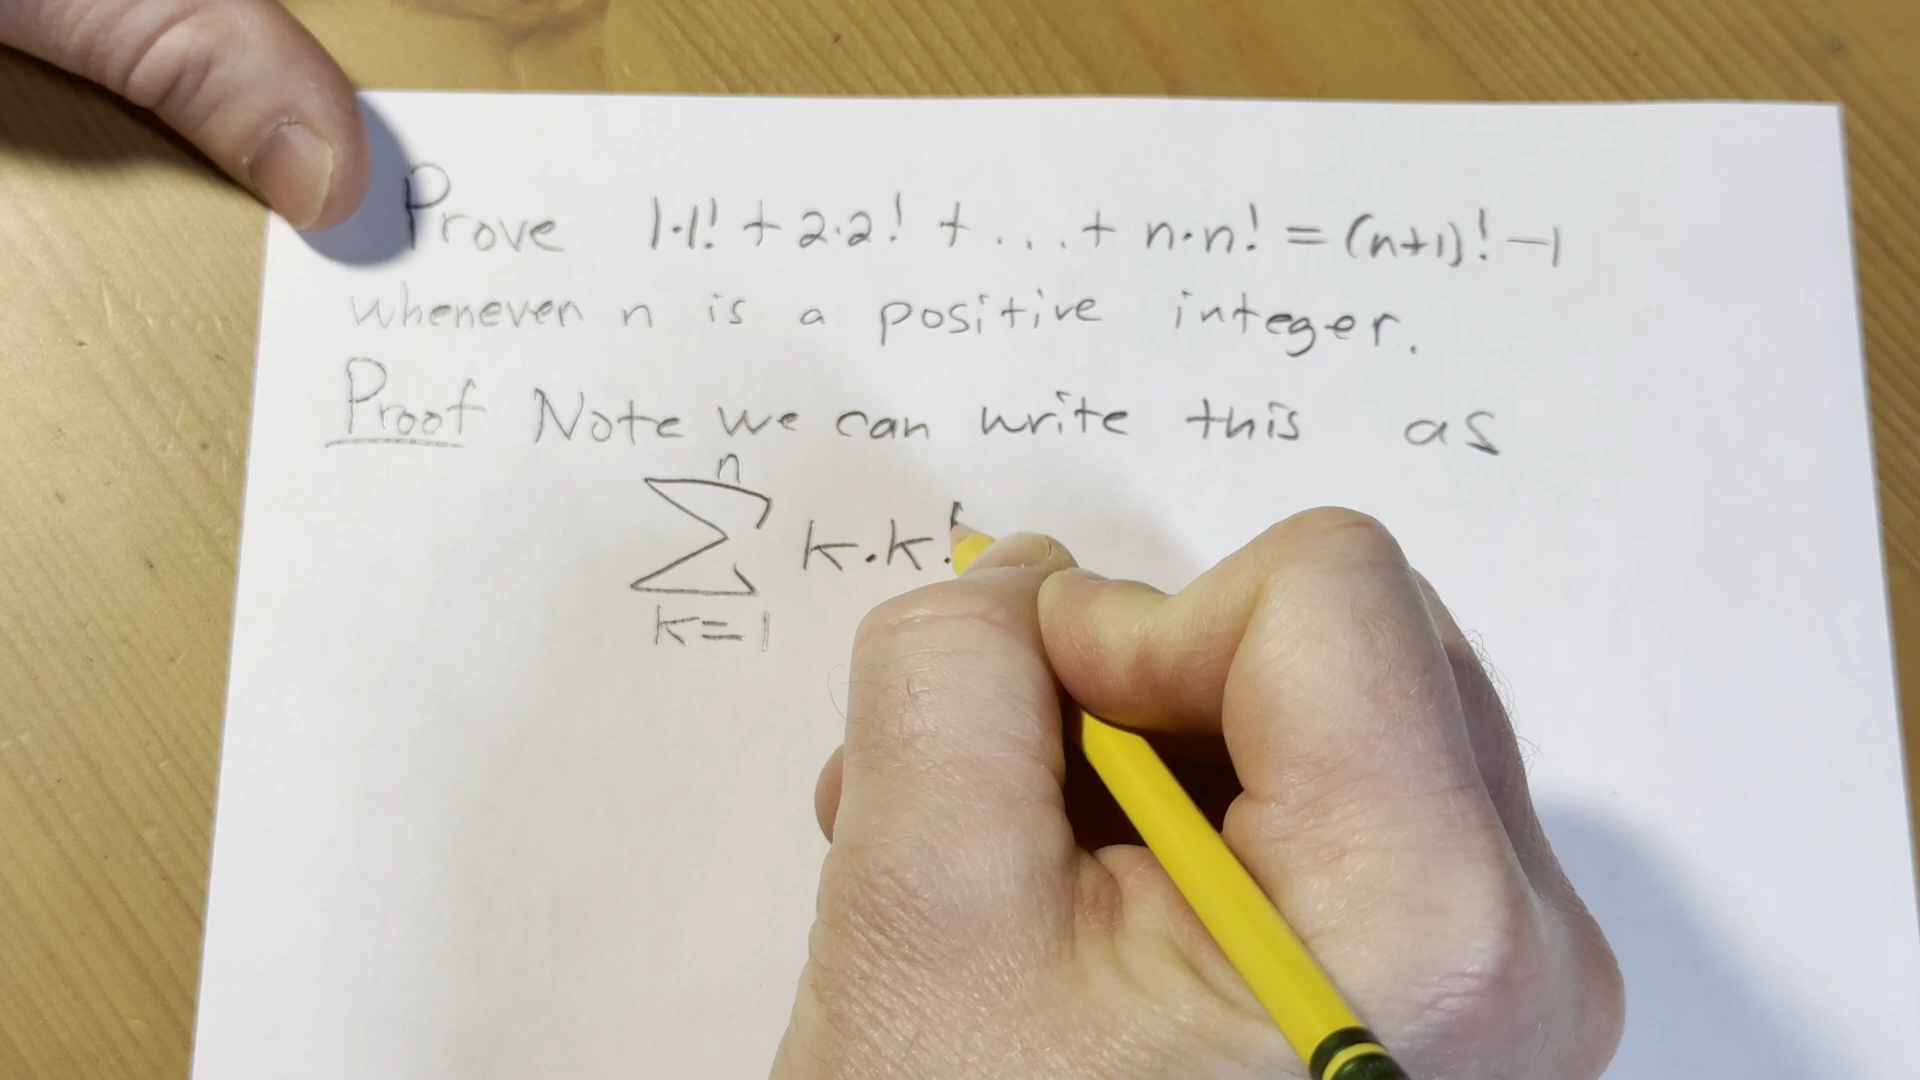 Prove 1·1! + 2·2! + ... + n·n! = (n+1)! -1
whenever n is a positive integer.
Proof Note we can write this as
n
∑ k·k!
k=1